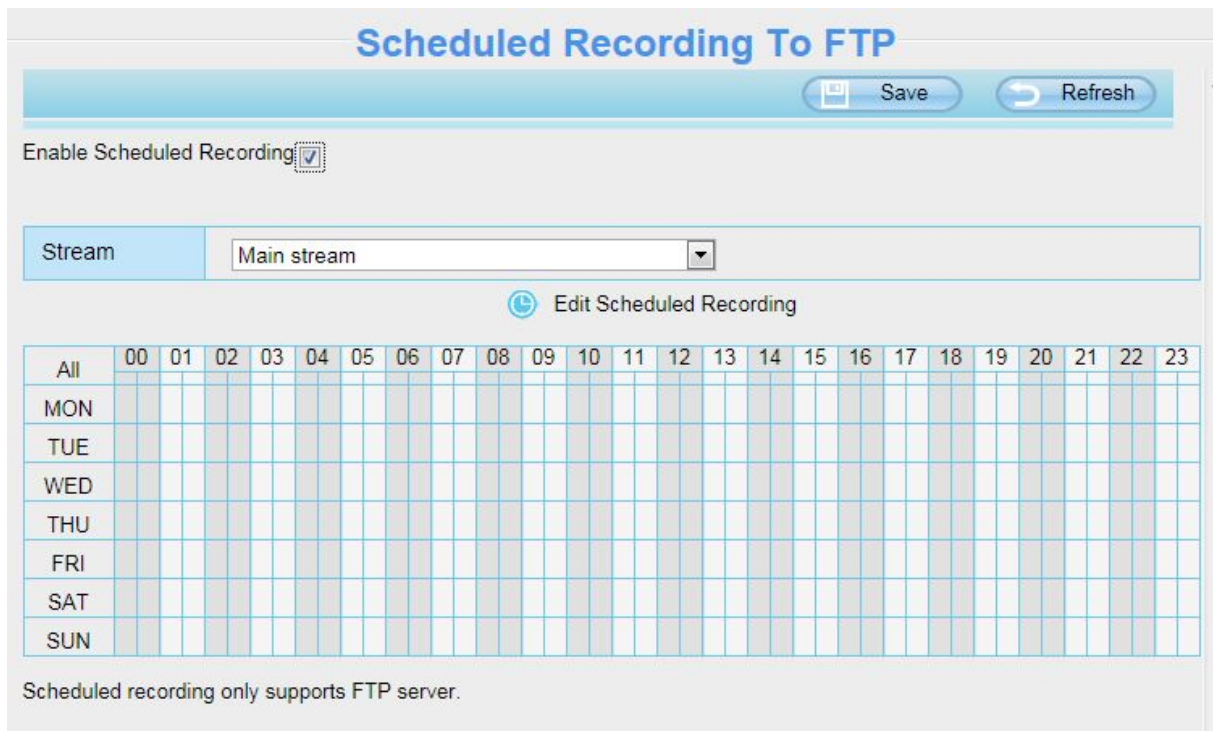 Scheduled Recording To FTP
Save Refresh
Enable Scheduled Recording
Stream Main stream
Edit Scheduled Recording
All 00 01 02 03 04 05 06 07 08 09 10 11 12 13 14 15 16 17 18 19 20 21 22 23
MON
TUE
WED
THU
FRI
SAT
SUN
Scheduled recording only supports FTP server.